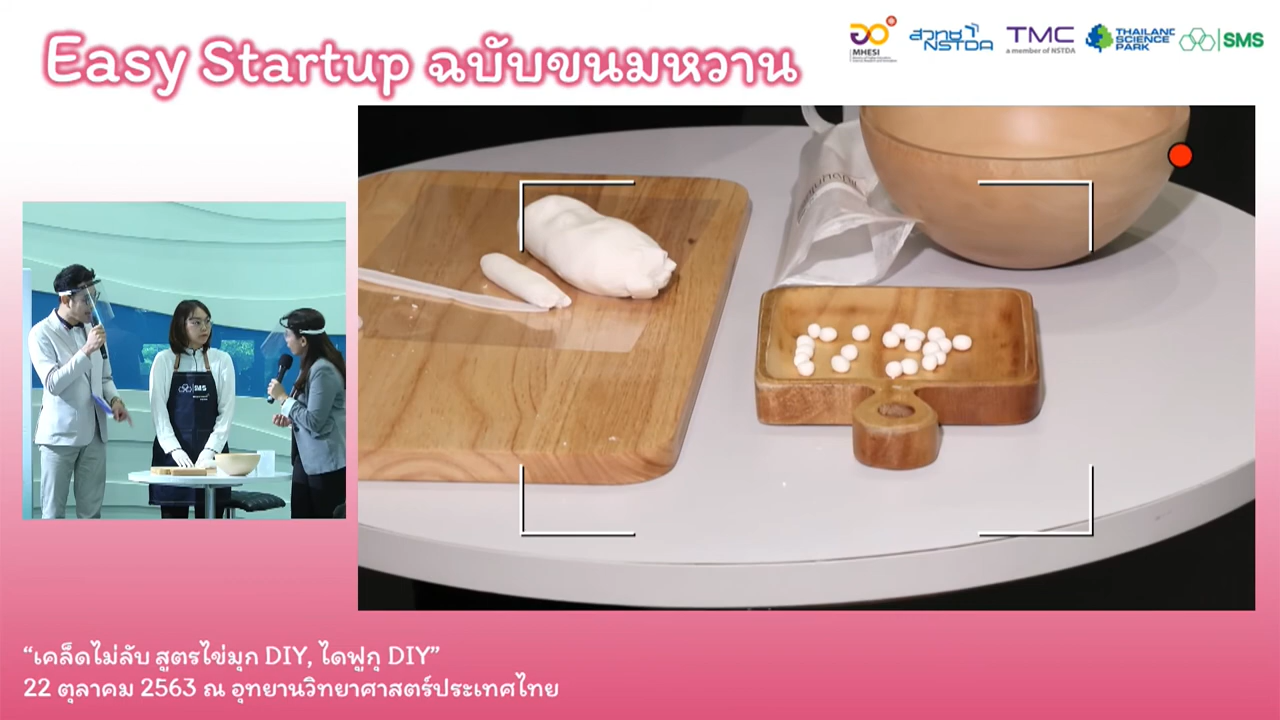 Easy Startup ฉบับขนมหวาน
MHESI
สวทช
NSTDA
TMC
a member of NSTDA
THAILAND
SCIENCE
PARK
SMS
SMS
“เคล็ดไม่ลับ สูตรไข่มุก DIY, ไดฟูกุ DIY”
22 ตุลาคม 2563 ณ อุทยานวิทยาศาสตร์ประเทศไทย